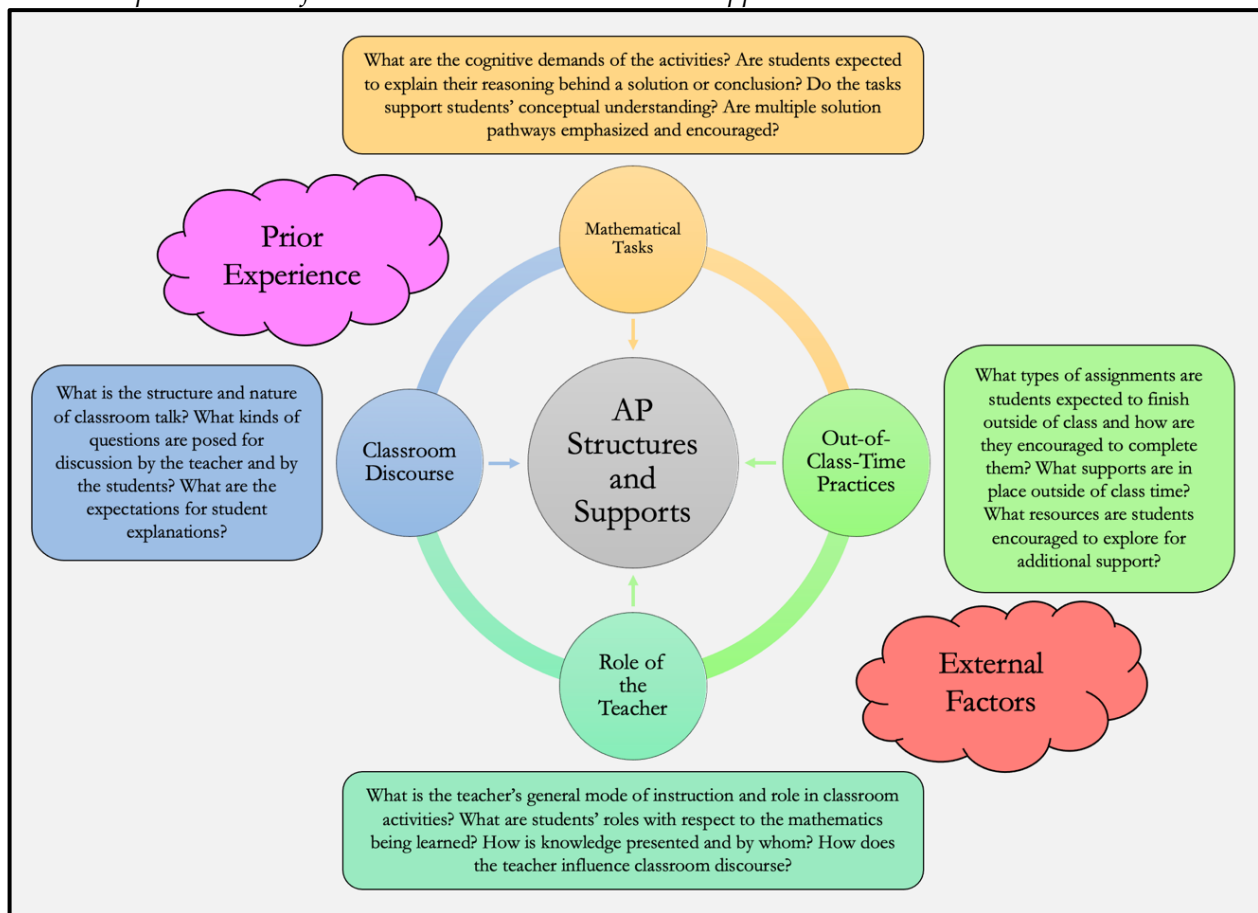 What are the cognitive demands of the activities? Are students expected
to explain their reasoning behind a solution or conclusion? Do the tasks
support students’ conceptual understanding? Are multiple solution
pathways emphasized and encouraged?
Prior
Experience
Mathematical
Tasks
What is the structure and nature
of classroom talk? What kinds of
questions are posed for
discussion by the teacher and by
the students? What are the
expectations for student
explanations?
Classroom
Discourse
AP
Structures
and
Supports
Out-of-
Class-Time
Practices
What types of assignments are
students expected to finish
outside of class and how are
they encouraged to complete
them? What supports are in
place outside of class time?
What resources are students
encouraged to explore for
additional support?
Role of
the
Teacher
External
Factors
What is the teacher’s general mode of instruction and role in classroom
activities? What are students’ roles with respect to the mathematics
being learned? How is knowledge presented and by whom? How does
the teacher influence classroom discourse?